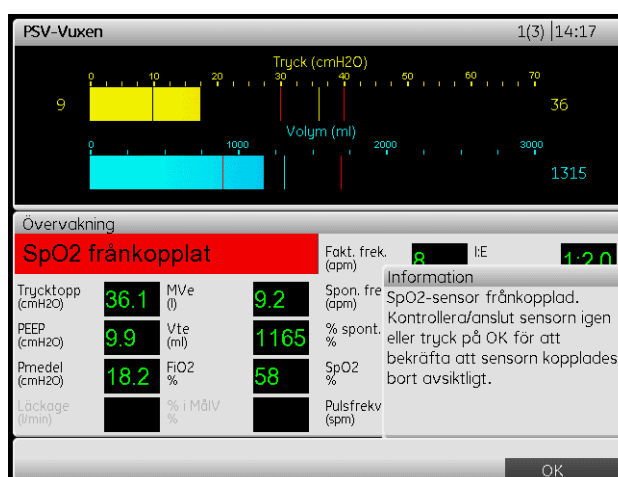 PSV-Vuxen 1(3) 14:17
Tryck (cmH2O)
0 10 20 30 40 50 60 70
9 36
Volym (ml)
0 1000 2000 3000
1315
Övervakning
SpO2 frånkopplat
Fakt. frek. (apm) 8 I:E 1:2.0
Trycktopp (cmH2O) 36.1 MVe (l) 9.2 Spon. fre (apm)
PEEP (cmH2O) 9.9 Vte (ml) 1165 % spont. %
Pmedel (cmH2O) 18.2 FiO2 % 58 SpO2 %
Läckage (l/min) % i MålV % Pulsfrekv (spm)
Information
SpO2-sensor frånkopplad.
Kontrollera/anslut sensorn igen
eller tryck på OK för att
bekräfta att sensorn kopplades
bort avsiktligt.
OK